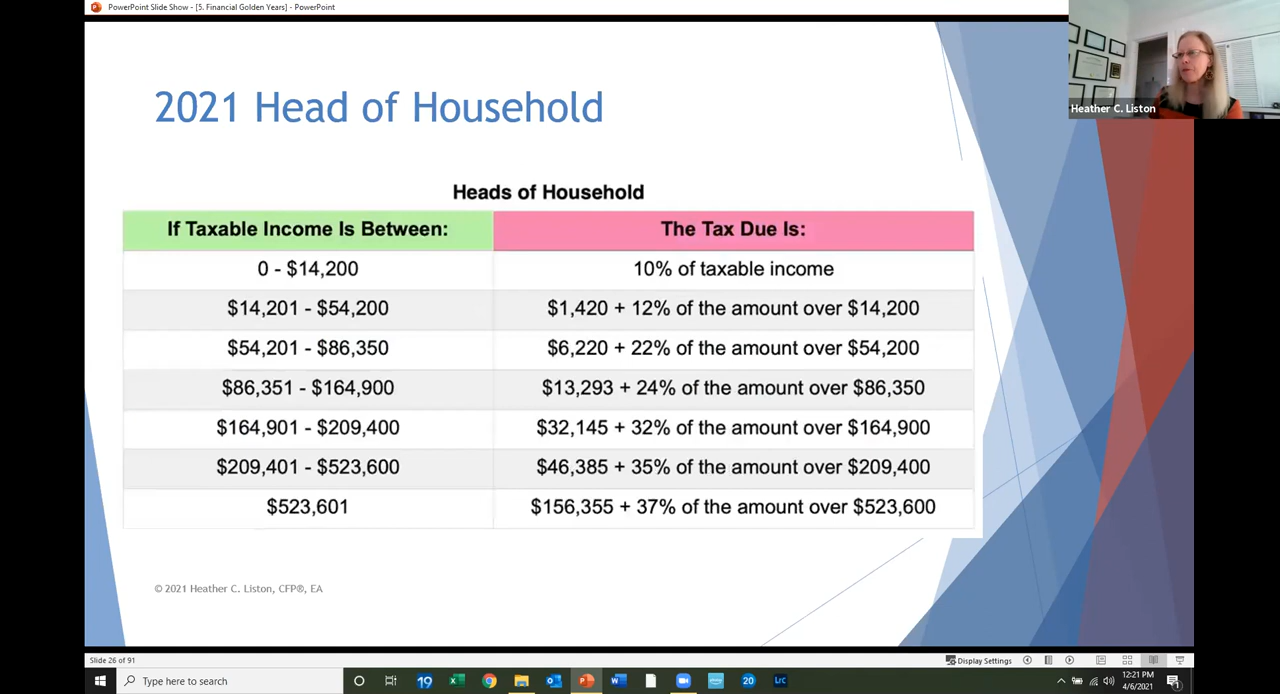 PowerPoint Slide Show - [5. Financial Golden Years] - PowerPoint
Heather C. Liston
2021 Head of Household
Heads of Household
If Taxable Income Is Between: The Tax Due Is:
0 - $14,200 10% of taxable income
$14,201 - $54,200 $1,420 + 12% of the amount over $14,200
$54,201 - $86,350 $6,220 + 22% of the amount over $54,200
$86,351 - $164,900 $13,293 + 24% of the amount over $86,350
$164,901 - $209,400 $32,145 + 32% of the amount over $164,900
$209,401 - $523,600 $46,385 + 35% of the amount over $209,400
$523,601 $156,355 + 37% of the amount over $523,600
© 2021 Heather C. Liston, CFP®, EA
Slide 26 of 91 Display Settings
Type here to search 19 20 Lrc 12:21 PM
4/6/2021